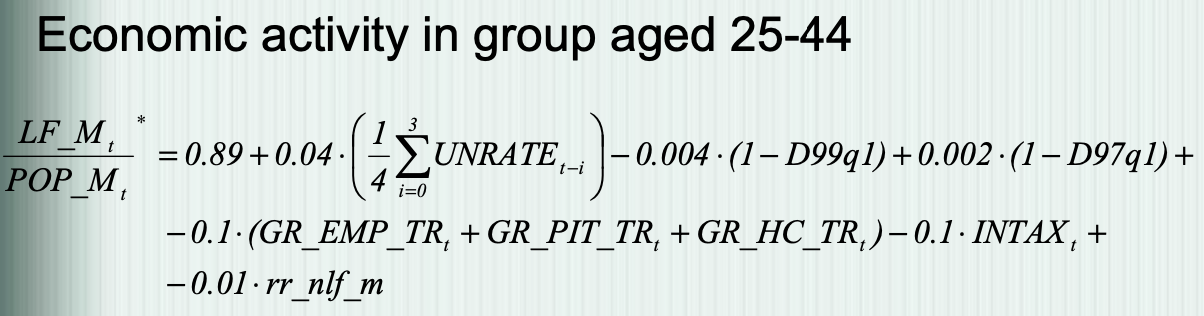 Economic activity in group aged 25-44
LF_M_t / POP_M_t * = 0.89 + 0.04 · ( 1/4 ∑_{i=0}^{3} UNRATE_{t-i} ) − 0.004 · (1 − D99q1) + 0.002 · (1 − D97q1) +
− 0.1 · (GR_EMP_TR_t + GR_PIT_TR_t + GR_HC_TR_t) − 0.1 · INTAX_t +
− 0.01 · rr_nlf_m